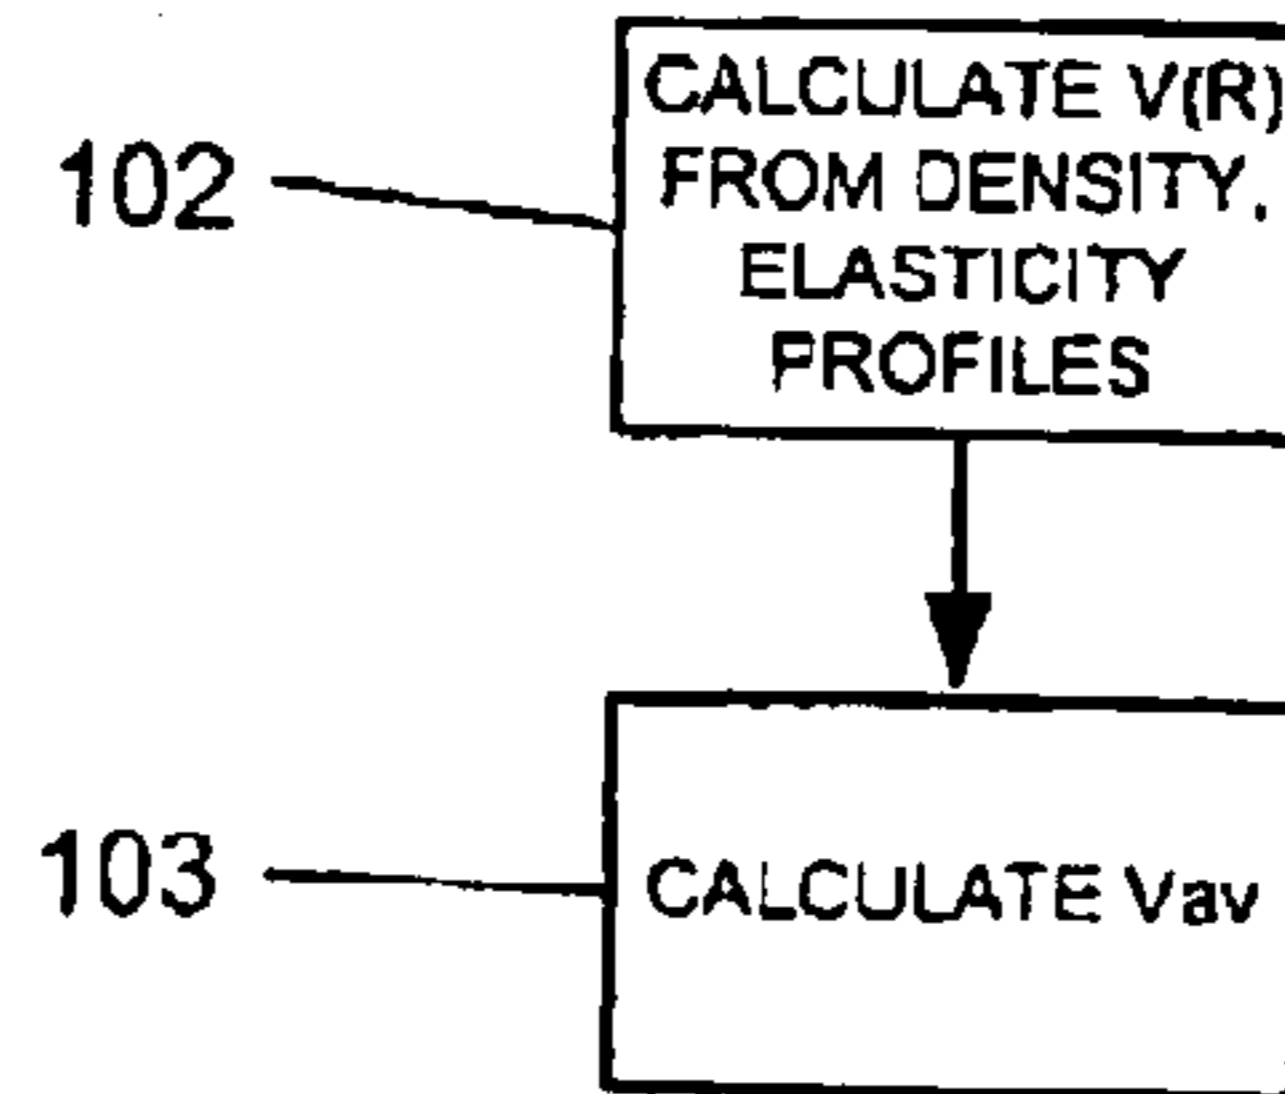 102
CALCULATE V(R)
FROM DENSITY,
ELASTICITY
PROFILES
103
CALCULATE Vav